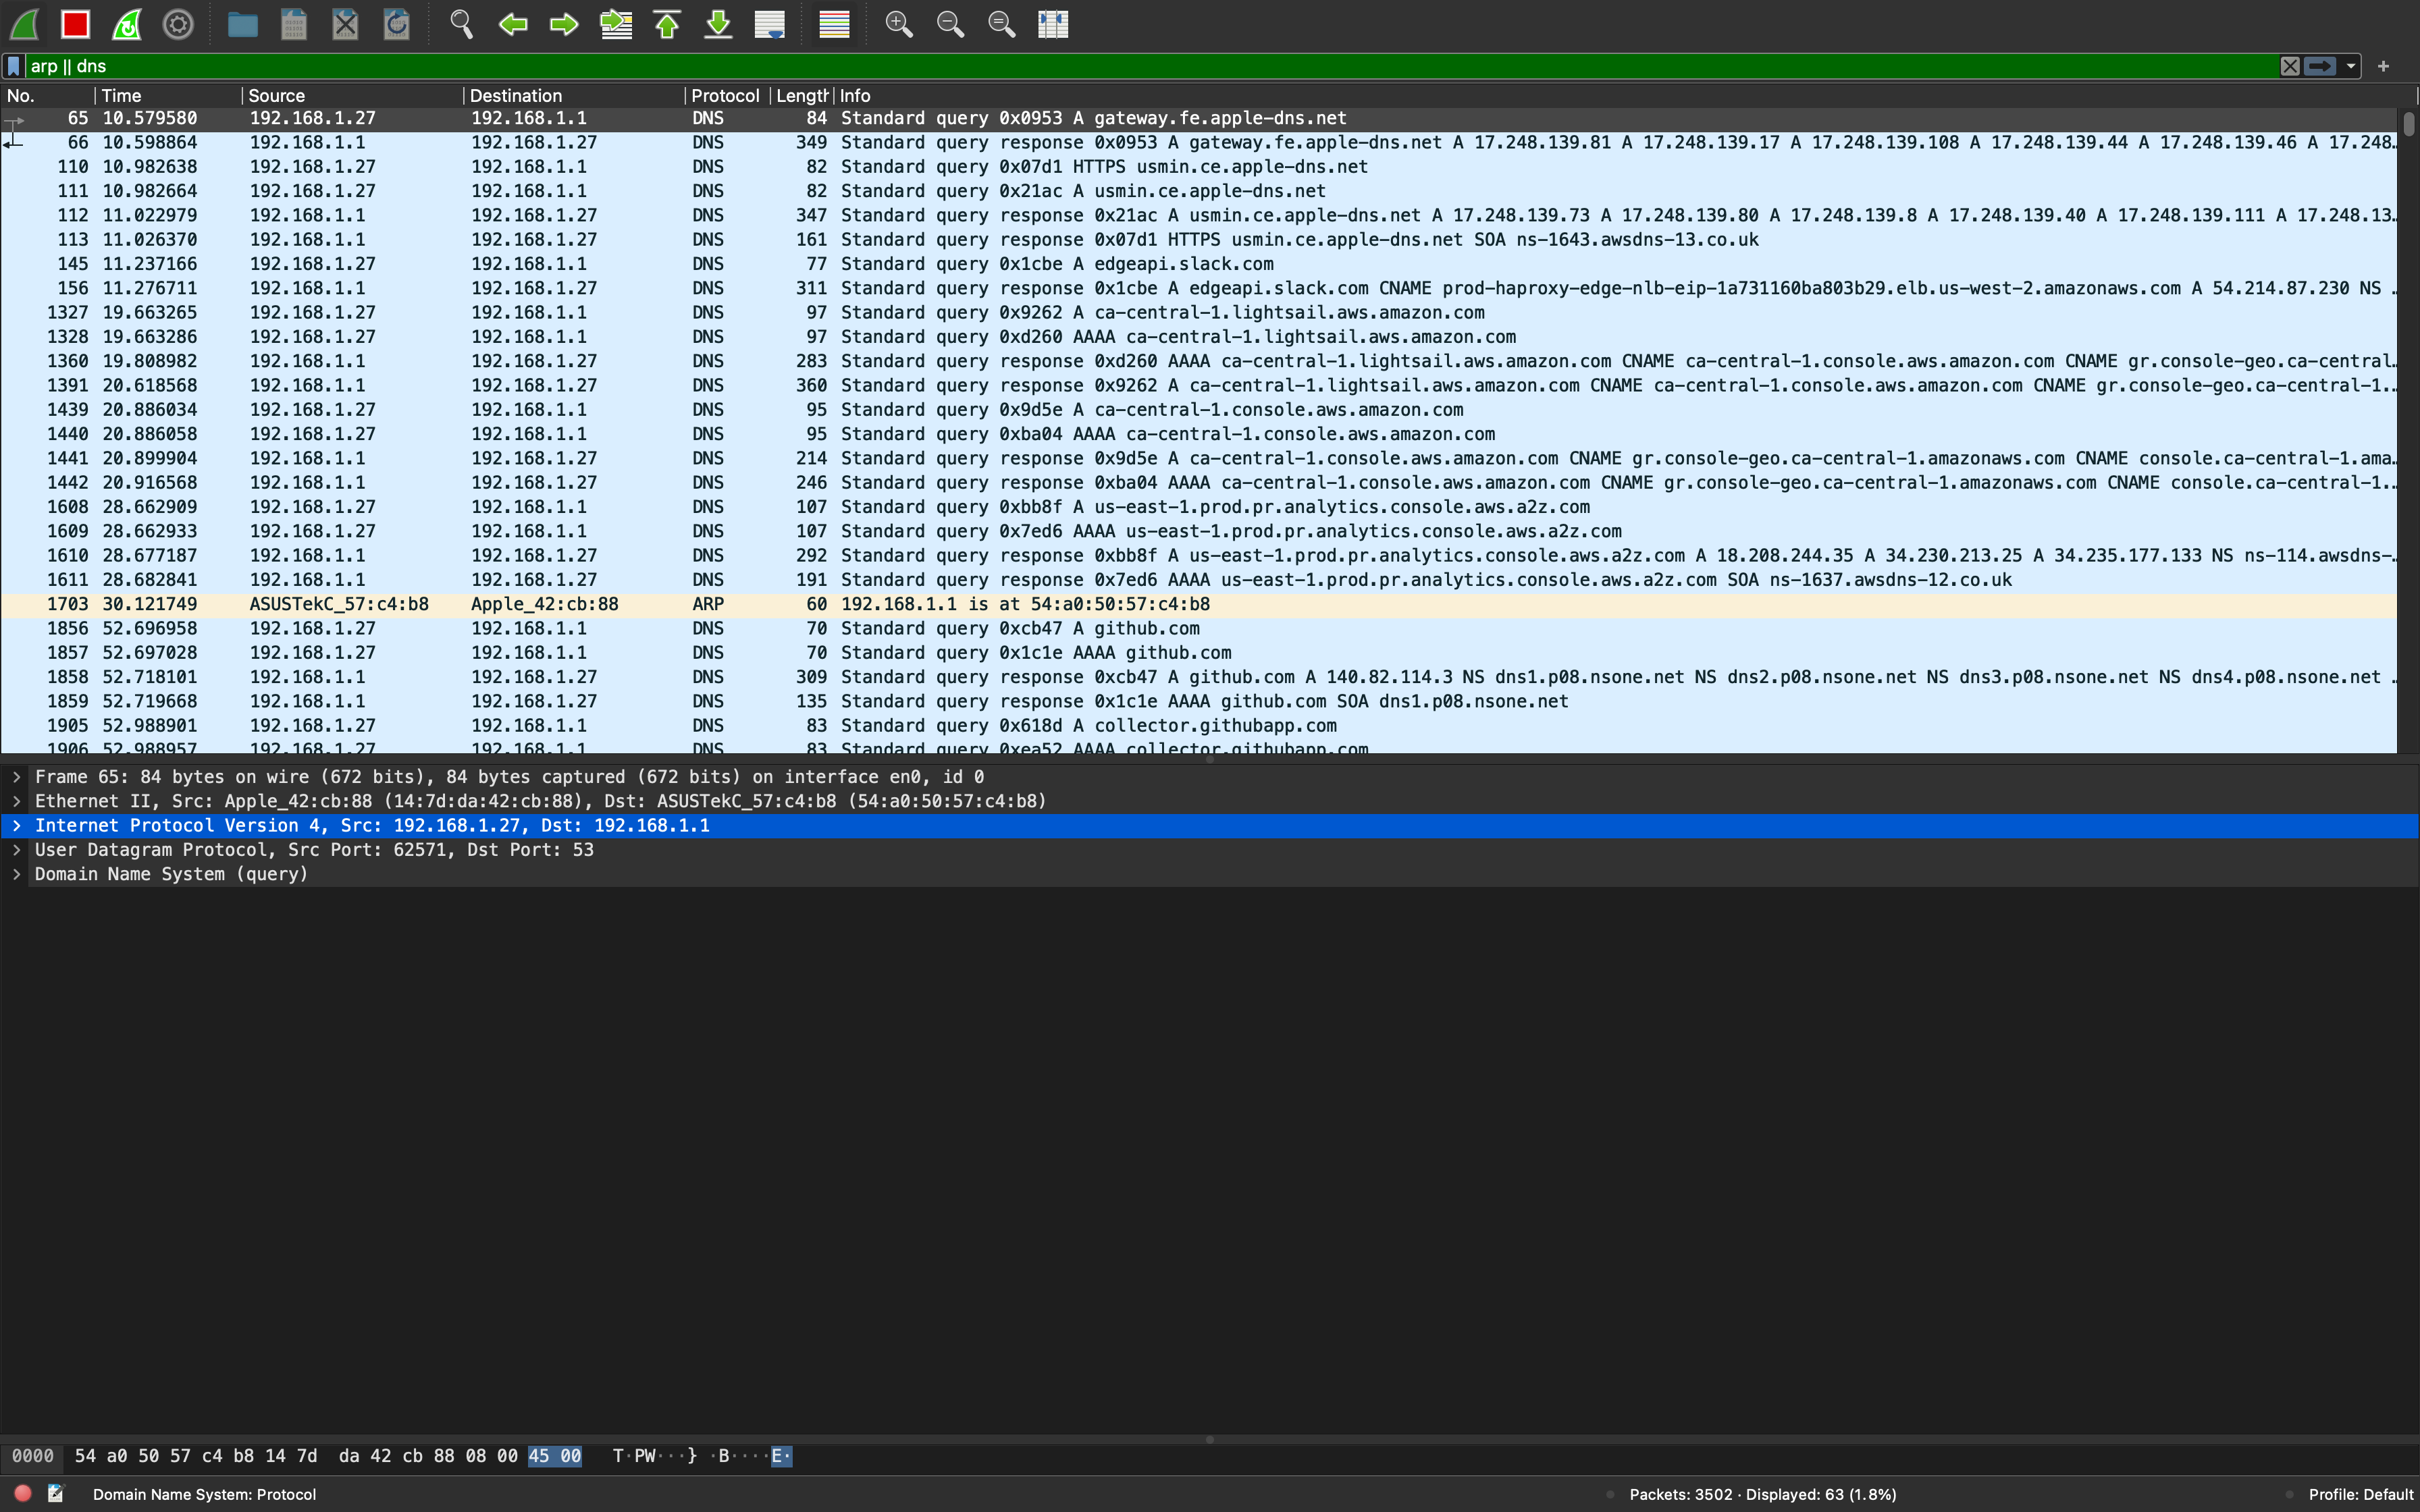 arp || dns
No. Time Source Destination Protocol Length Info
65 10.579580 192.168.1.27 192.168.1.1 DNS 84 Standard query 0x0953 A gateway.fe.apple-dns.net
66 10.598864 192.168.1.1 192.168.1.27 DNS 349 Standard query response 0x0953 A gateway.fe.apple-dns.net A 17.248.139.81 A 17.248.139.17 A 17.248.139.108 A 17.248.139.44 A 17.248.139.46 A 17.248…
110 10.982638 192.168.1.27 192.168.1.1 DNS 82 Standard query 0x07d1 HTTPS usmin.ce.apple-dns.net
111 10.982664 192.168.1.27 192.168.1.1 DNS 82 Standard query 0x21ac A usmin.ce.apple-dns.net
112 11.022979 192.168.1.1 192.168.1.27 DNS 347 Standard query response 0x21ac A usmin.ce.apple-dns.net A 17.248.139.73 A 17.248.139.80 A 17.248.139.8 A 17.248.139.40 A 17.248.139.111 A 17.248.13…
113 11.026370 192.168.1.1 192.168.1.27 DNS 161 Standard query response 0x07d1 HTTPS usmin.ce.apple-dns.net SOA ns-1643.awsdns-13.co.uk
145 11.237166 192.168.1.27 192.168.1.1 DNS 77 Standard query 0x1cbe A edgeapi.slack.com
156 11.276711 192.168.1.1 192.168.1.27 DNS 311 Standard query response 0x1cbe A edgeapi.slack.com CNAME prod-haproxy-edge-nlb-eip-1a731160ba803b29.elb.us-west-2.amazonaws.com A 54.214.87.230 NS …
1327 19.663265 192.168.1.27 192.168.1.1 DNS 97 Standard query 0x9262 A ca-central-1.lightsail.aws.amazon.com
1328 19.663286 192.168.1.27 192.168.1.1 DNS 97 Standard query 0xd260 AAAA ca-central-1.lightsail.aws.amazon.com
1360 19.808982 192.168.1.1 192.168.1.27 DNS 283 Standard query response 0xd260 AAAA ca-central-1.lightsail.aws.amazon.com CNAME ca-central-1.console.aws.amazon.com CNAME gr.console-geo.ca-central…
1391 20.618568 192.168.1.1 192.168.1.27 DNS 360 Standard query response 0x9262 A ca-central-1.lightsail.aws.amazon.com CNAME ca-central-1.console.aws.amazon.com CNAME gr.console-geo.ca-central-1.…
1439 20.886034 192.168.1.27 192.168.1.1 DNS 95 Standard query 0x9d5e A ca-central-1.console.aws.amazon.com
1440 20.886058 192.168.1.27 192.168.1.1 DNS 95 Standard query 0xba04 AAAA ca-central-1.console.aws.amazon.com
1441 20.899904 192.168.1.1 192.168.1.27 DNS 214 Standard query response 0x9d5e A ca-central-1.console.aws.amazon.com CNAME gr.console-geo.ca-central-1.amazonaws.com CNAME console.ca-central-1.ama…
1442 20.916568 192.168.1.1 192.168.1.27 DNS 246 Standard query response 0xba04 AAAA ca-central-1.console.aws.amazon.com CNAME gr.console-geo.ca-central-1.amazonaws.com CNAME console.ca-central-1.…
1608 28.662909 192.168.1.27 192.168.1.1 DNS 107 Standard query 0xbb8f A us-east-1.prod.pr.analytics.console.aws.a2z.com
1609 28.662933 192.168.1.27 192.168.1.1 DNS 107 Standard query 0x7ed6 AAAA us-east-1.prod.pr.analytics.console.aws.a2z.com
1610 28.677187 192.168.1.1 192.168.1.27 DNS 292 Standard query response 0xbb8f A us-east-1.prod.pr.analytics.console.aws.a2z.com A 18.208.244.35 A 34.230.213.25 A 34.235.177.133 NS ns-114.awsdns-…
1611 28.682841 192.168.1.1 192.168.1.27 DNS 191 Standard query response 0x7ed6 AAAA us-east-1.prod.pr.analytics.console.aws.a2z.com SOA ns-1637.awsdns-12.co.uk
1703 30.121749 ASUSTekC_57:c4:b8 Apple_42:cb:88 ARP 60 192.168.1.1 is at 54:a0:50:57:c4:b8
1856 52.696958 192.168.1.27 192.168.1.1 DNS 70 Standard query 0xcb47 A github.com
1857 52.697028 192.168.1.27 192.168.1.1 DNS 70 Standard query 0x1c1e AAAA github.com
1858 52.718101 192.168.1.1 192.168.1.27 DNS 309 Standard query response 0xcb47 A github.com A 140.82.114.3 NS dns1.p08.nsone.net NS dns2.p08.nsone.net NS dns3.p08.nsone.net NS dns4.p08.nsone.net …
1859 52.719668 192.168.1.1 192.168.1.27 DNS 135 Standard query response 0x1c1e AAAA github.com SOA dns1.p08.nsone.net
1905 52.988901 192.168.1.27 192.168.1.1 DNS 83 Standard query 0x618d A collector.githubapp.com
1906 52.988957 192.168.1.27 192.168.1.1 DNS 83 Standard query 0xea52 AAAA collector.githubapp.com
Frame 65: 84 bytes on wire (672 bits), 84 bytes captured (672 bits) on interface en0, id 0
Ethernet II, Src: Apple_42:cb:88 (14:7d:da:42:cb:88), Dst: ASUSTekC_57:c4:b8 (54:a0:50:57:c4:b8)
Internet Protocol Version 4, Src: 192.168.1.27, Dst: 192.168.1.1
User Datagram Protocol, Src Port: 62571, Dst Port: 53
Domain Name System (query)
0000 54 a0 50 57 c4 b8 14 7d da 42 cb 88 08 00 45 00 T·PW···} ·B····E·
Domain Name System: Protocol Packets: 3502 · Displayed: 63 (1.8%) Profile: Default